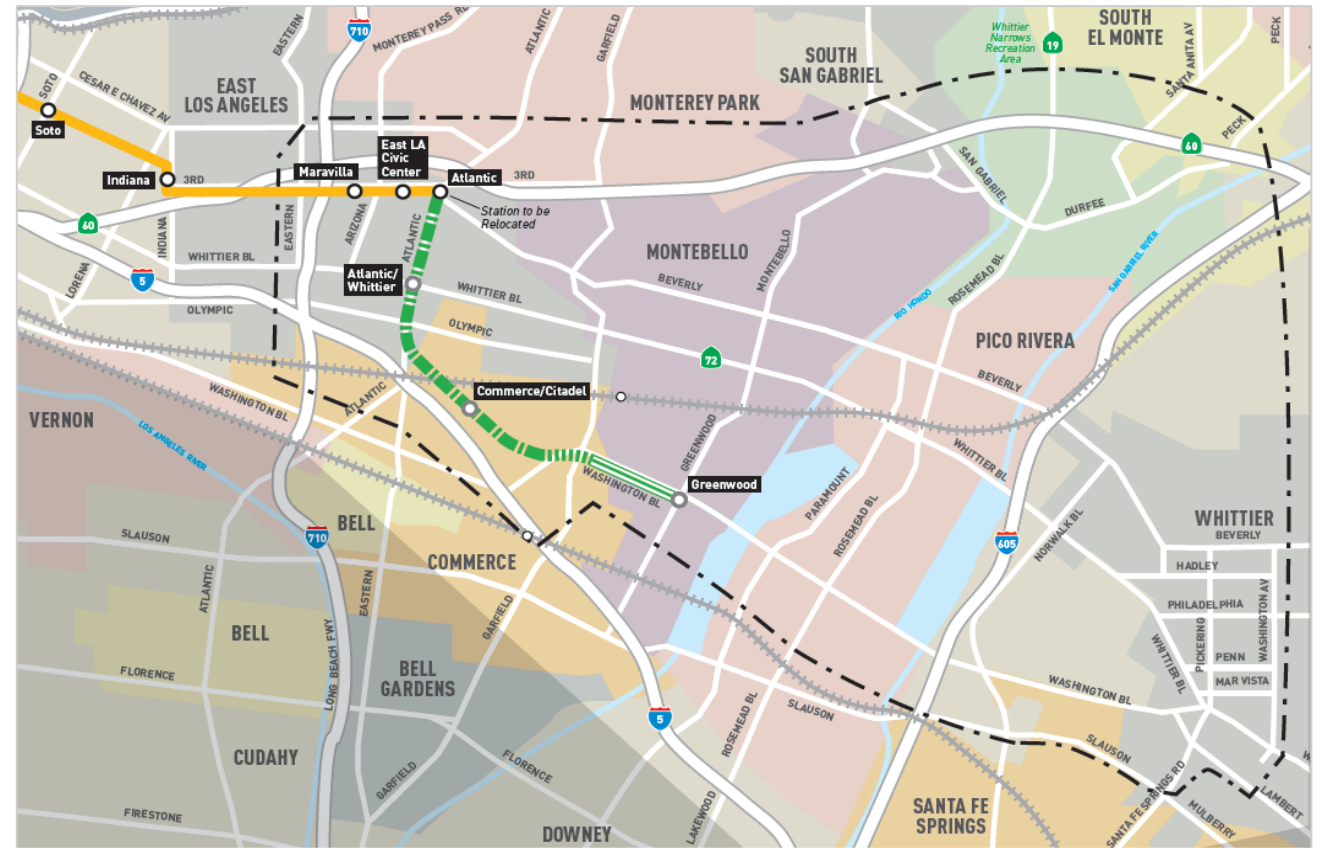 EASTERN
710
MONTEREY PASS RD
ATLANTIC
GARFIELD
Whittier
Narrows
Recreation
Area
19
SOUTH
EL MONTE
SANTA ANITA AV
PECK
SOTO
CESAR E CHAVEZ AV
EAST
LOS ANGELES
SOUTH
SAN GABRIEL
MONTEREY PARK
Soto
PECK
60
East LA
Civic
Center
Indiana
3RD
Maravilla
Atlantic
3RD
SAN GABRIEL
Station to be
Relocated
DURFEE
60
INDIANA
EASTERN
ARIZONA
ATLANTIC
MONTEBELLO
MONTEBELLO
WHITTIER BL
LORENA
5
Atlantic/
Whittier
WHITTIER BL
BEVERLY
RIO HONDO
ROSEMEAD BL
SAN GABRIEL RIVER
OLYMPIC
OLYMPIC
PICO RIVERA
72
BEVERLY
WASHINGTON BL
ATLANTIC
Commerce/Citadel
VERNON
LOS ANGELES RIVER
GREENWOOD
WHITTIER BL
WASHINGTON BL
Greenwood
PARAMOUNT
ROSEMEAD BL
BELL
710
SLAUSON
COMMERCE
605
NORWALK BL
WHITTIER
BEVERLY
HADLEY
ATLANTIC
EASTERN
GARFIELD
PHILADELPHIA
BELL
PICKERING
WASHINGTON AV
WHITTIER BL
PENN
MAR VISTA
FLORENCE
LONG BEACH FWY
BELL
GARDENS
WASHINGTON BL
5
ROSEMEAD BL
SLAUSON
SLAUSON
CUDAHY
GARFIELD
FLORENCE
W
LAMBERT
FIRESTONE
DOWNEY
LAKEWOOD
SANTA FE
SPRINGS
SANTA FE SPRINGS RD
MULBERRY